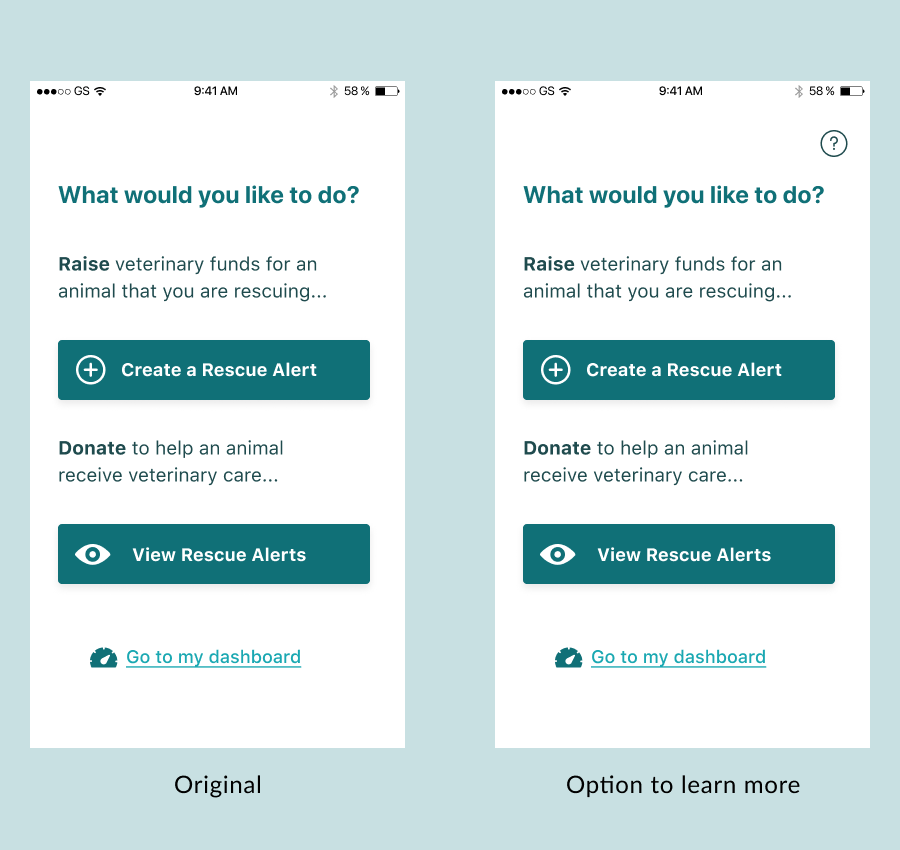 GS 9:41 AM 58 %
What would you like to do?
Raise veterinary funds for an
animal that you are rescuing...
Create a Rescue Alert
Donate to help an animal
receive veterinary care...
View Rescue Alerts
Go to my dashboard
Original
GS 9:41 AM 58 %
?
What would you like to do?
Raise veterinary funds for an
animal that you are rescuing...
Create a Rescue Alert
Donate to help an animal
receive veterinary care...
View Rescue Alerts
Go to my dashboard
Option to learn more